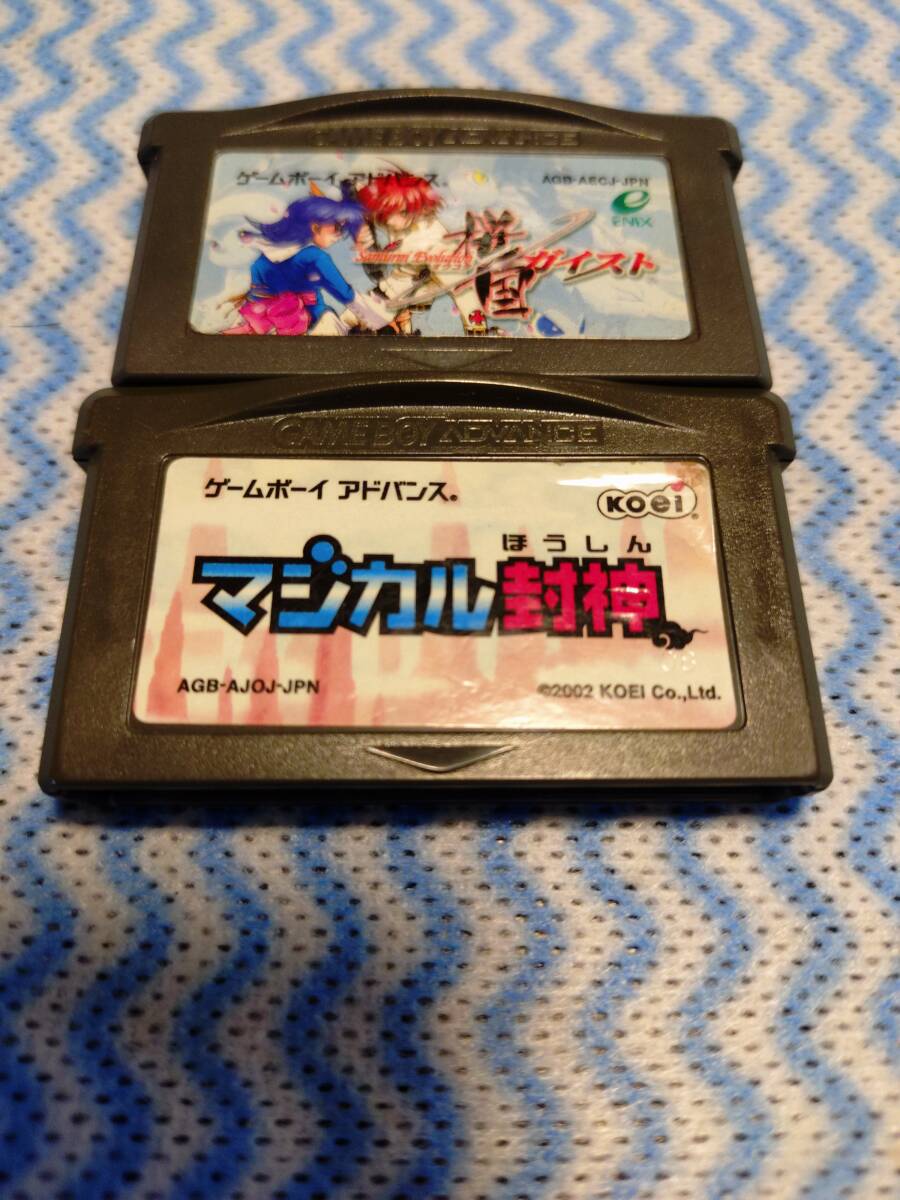 GAME BOY ADVANCE
ゲームボーイ アドバンス®
AGB-AECJ-JPN
ENIX
Samurai Evolution
桜国ガイスト
GAME BOY ADVANCE
ゲームボーイ アドバンス®
KOEI®
ほうしん
マジカル封神
AGB-AJOJ-JPN
©2002 KOEI Co.,Ltd.